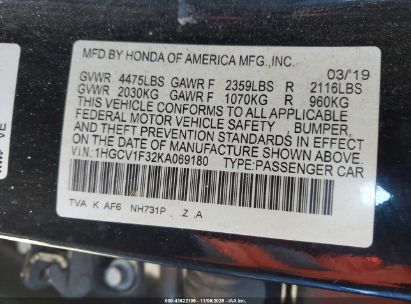 MFD BY HONDA OF AMERICA MFG.,INC. 03/19
GVWR 4475LBS GAWR F 2359LBS R 2116LBS
GVWR 2030KG GAWR F 1070KG R 960KG
THIS VEHICLE CONFORMS TO ALL APPLICABLE
FEDERAL MOTOR VEHICLE SAFETY , BUMPER,
AND THEFT PREVENTION STANDARDS IN EFFECT
ON THE DATE OF MANUFACTURE SHOWN ABOVE.
V.I.N.:1HGCV1F32KA069180 TYPE:PASSENGER CAR
TVA K AF6 NH731P Z .A
VE